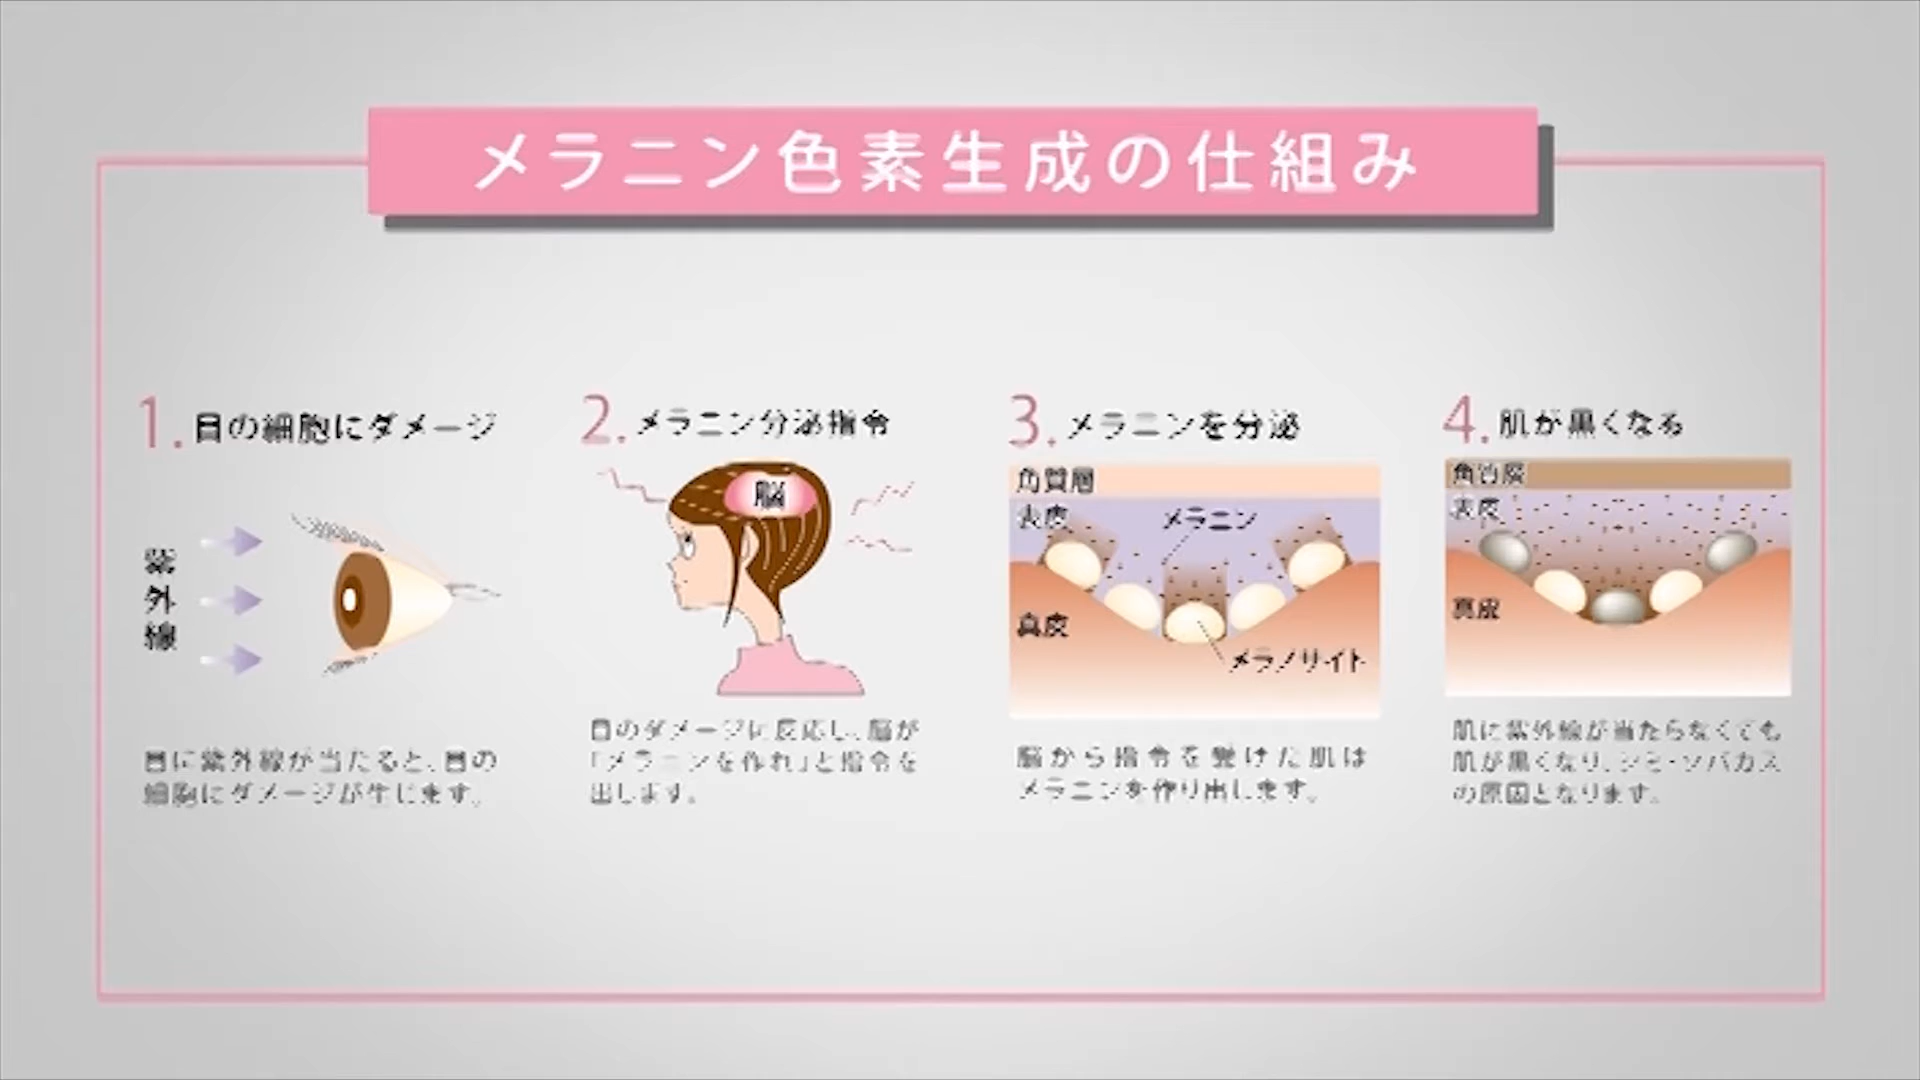 メラニン色素生成の仕組み
1. 目の細胞にダメージ
紫外線
目に紫外線が当たると、目の
細胞にダメージが生じます。
2. メラニン分泌指令
脳
目のダメージに反応し、脳が
「メラニンを作れ」と指令を
出します。
3. メラニンを分泌
角質層
表皮
メラニン
真皮
メラノサイト
脳から指令を受けた肌は
メラニンを作り出します。
4. 肌が黒くなる
角質層
表皮
真皮
肌に紫外線が当たらなくても
肌が黒くなり、シミ・ソバカス
の原因となります。